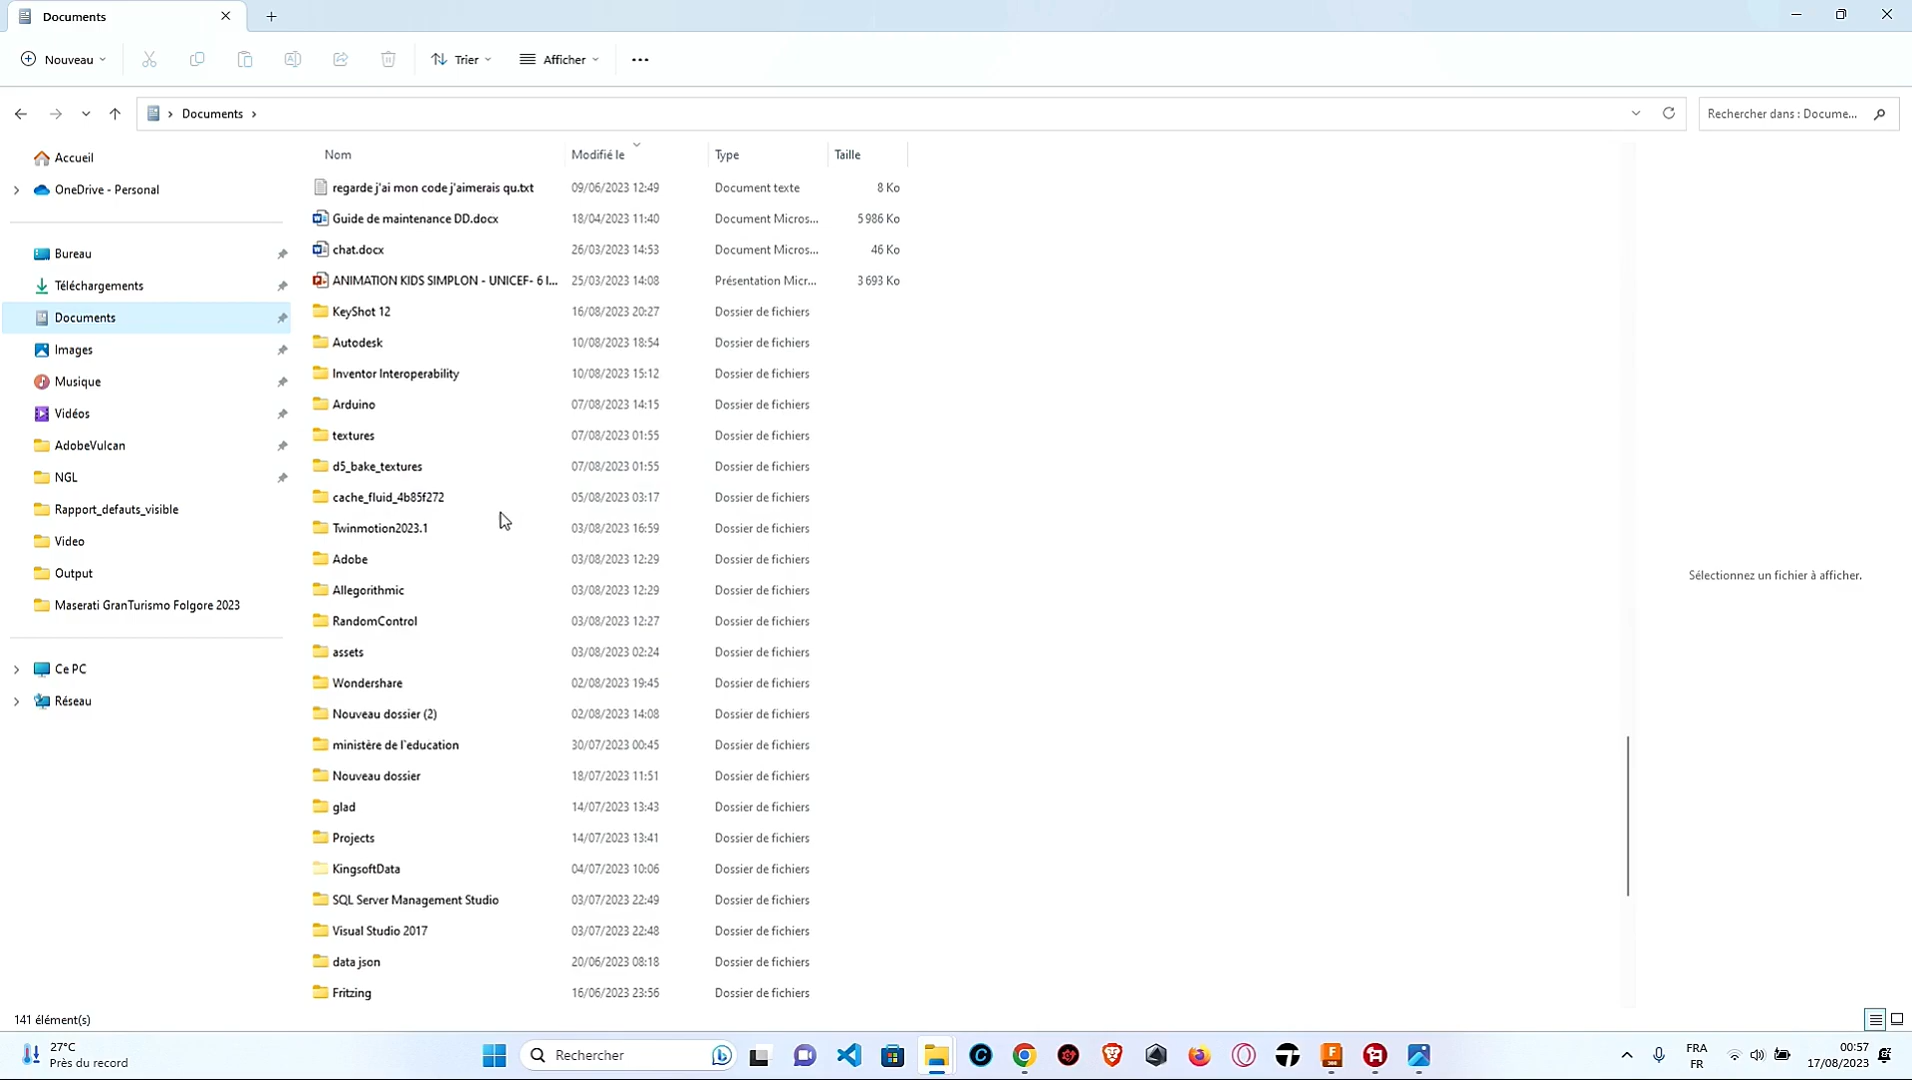 Documents
Nouveau
Trier
Afficher
Documents
Rechercher dans : Docume...
Accueil
OneDrive - Personal
Bureau
Téléchargements
Documents
Images
Musique
Vidéos
AdobeVulcan
NGL
Rapport_defauts_visible
Video
Output
Maserati GranTurismo Folgore 2023
Ce PC
Réseau
Nom Modifié le Type Taille
regarde j'ai mon code j'aimerais qu.txt 09/06/2023 12:49 Document texte 8 Ko
Guide de maintenance DD.docx 18/04/2023 11:40 Document Micros... 5 986 Ko
chat.docx 26/03/2023 14:53 Document Micros... 46 Ko
ANIMATION KIDS SIMPLON - UNICEF- 6 I... 25/03/2023 14:08 Présentation Micr... 3 693 Ko
KeyShot 12 16/08/2023 20:27 Dossier de fichiers
Autodesk 10/08/2023 18:54 Dossier de fichiers
Inventor Interoperability 10/08/2023 15:12 Dossier de fichiers
Arduino 07/08/2023 14:15 Dossier de fichiers
textures 07/08/2023 01:55 Dossier de fichiers
d5_bake_textures 07/08/2023 01:55 Dossier de fichiers
cache_fluid_4b85f272 05/08/2023 03:17 Dossier de fichiers
Twinmotion2023.1 03/08/2023 16:59 Dossier de fichiers
Adobe 03/08/2023 12:29 Dossier de fichiers
Allegorithmic 03/08/2023 12:29 Dossier de fichiers
RandomControl 03/08/2023 12:27 Dossier de fichiers
assets 03/08/2023 02:24 Dossier de fichiers
Wondershare 02/08/2023 19:45 Dossier de fichiers
Nouveau dossier (2) 02/08/2023 14:08 Dossier de fichiers
ministère de l`education 30/07/2023 00:45 Dossier de fichiers
Nouveau dossier 18/07/2023 11:51 Dossier de fichiers
glad 14/07/2023 13:43 Dossier de fichiers
Projects 14/07/2023 13:41 Dossier de fichiers
KingsoftData 04/07/2023 10:06 Dossier de fichiers
SQL Server Management Studio 03/07/2023 22:49 Dossier de fichiers
Visual Studio 2017 03/07/2023 22:48 Dossier de fichiers
data json 20/06/2023 08:18 Dossier de fichiers
Fritzing 16/06/2023 23:56 Dossier de fichiers
Sélectionnez un fichier à afficher.
141 élément(s)
27°C
Près du record
Rechercher
FRA
FR
00:57
17/08/2023